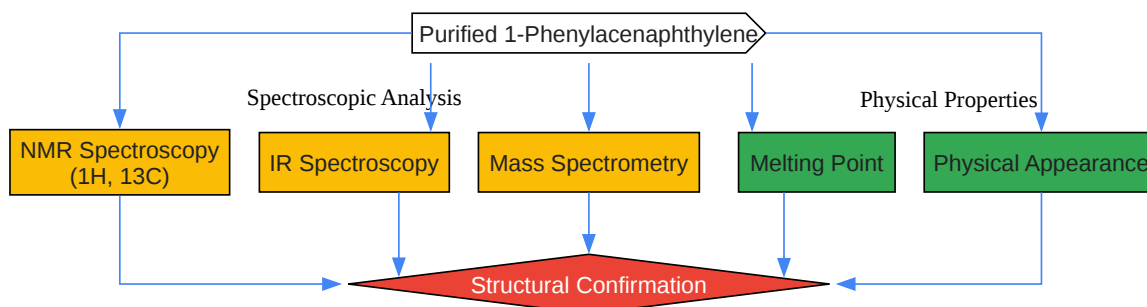 Purified 1-Phenylacenaphthylene
Spectroscopic Analysis
Physical Properties
NMR Spectroscopy
(1H, 13C)
IR Spectroscopy
Mass Spectrometry
Melting Point
Physical Appearance
Structural Confirmation